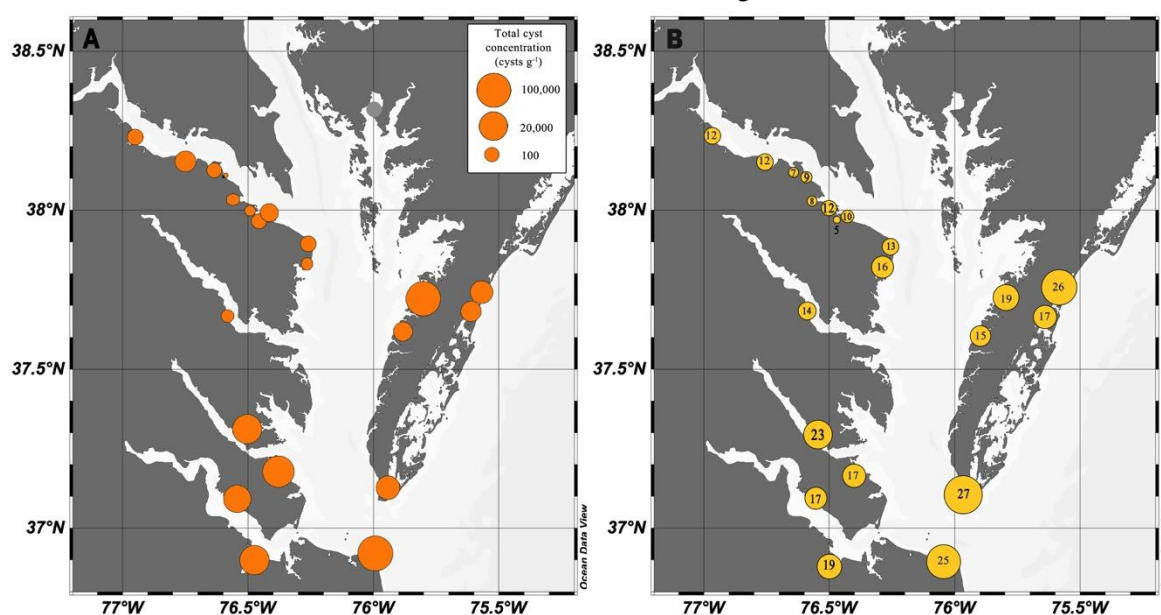 A
B
Total cyst
concentration
(cysts g⁻¹)
100,000
20,000
100
38.5°N
38°N
37.5°N
37°N
77°W
76.5°W
76°W
75.5°W
Ocean Data View
38.5°N
38°N
37.5°N
37°N
77°W
76.5°W
76°W
75.5°W
12
12
7
9
8
12
10
5
13
16
14
26
19
17
15
23
17
17
27
19
25